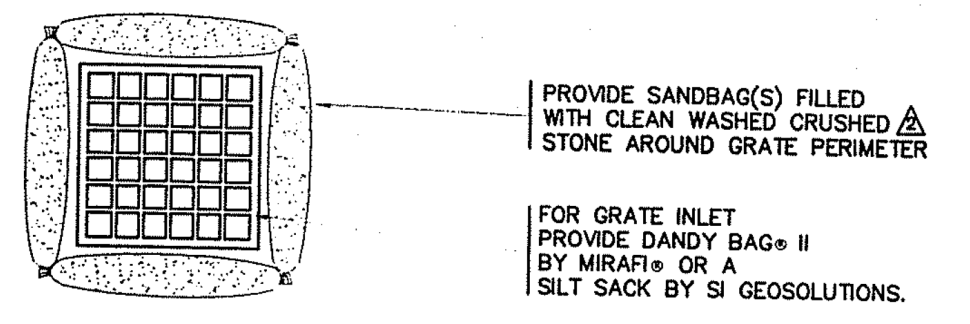 PROVIDE SANDBAG(S) FILLED
WITH CLEAN WASHED CRUSHED 2
STONE AROUND GRATE PERIMETER
FOR GRATE INLET
PROVIDE DANDY BAG® II
BY MIRAFI® OR A
SILT SACK BY SI GEOSOLUTIONS.